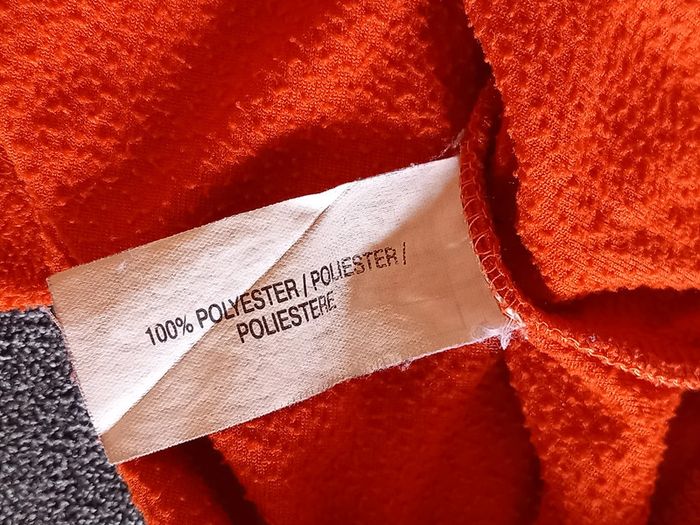 100% POLYESTER / POLIESTER /
POLIESTERE